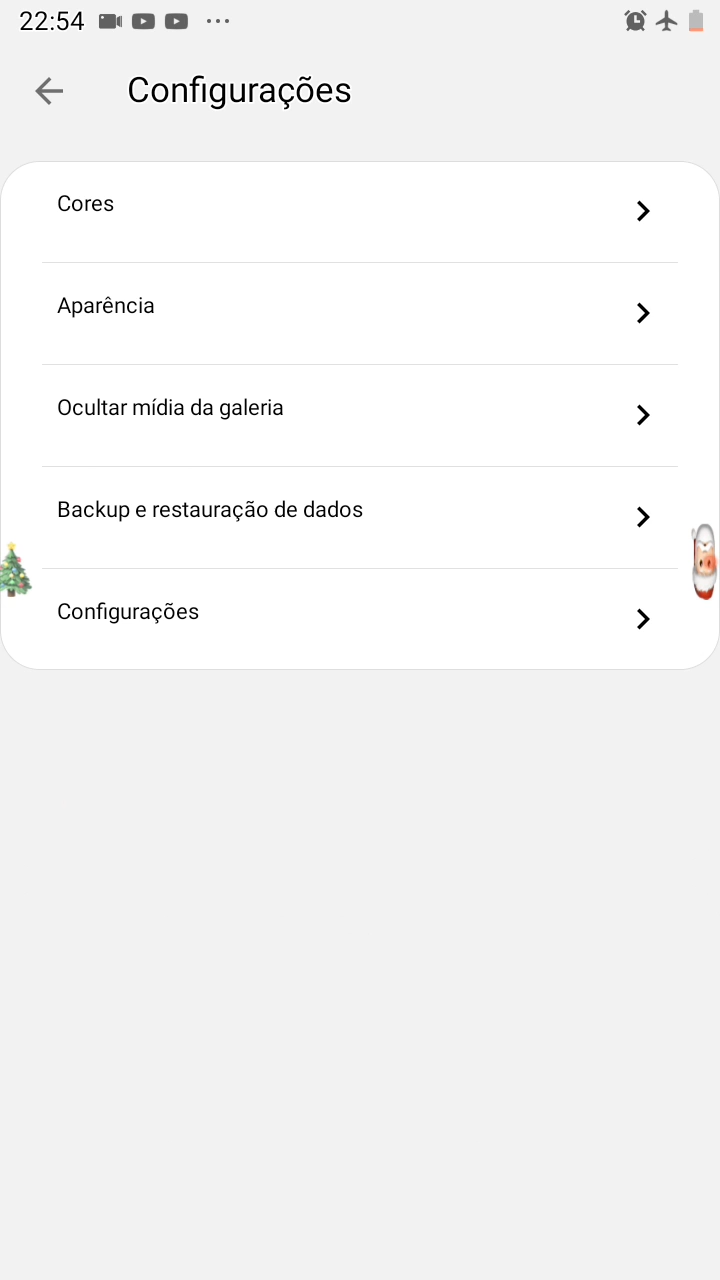 22:54
Configurações
Cores
Aparência
Ocultar mídia da galeria
Backup e restauração de dados
Configurações